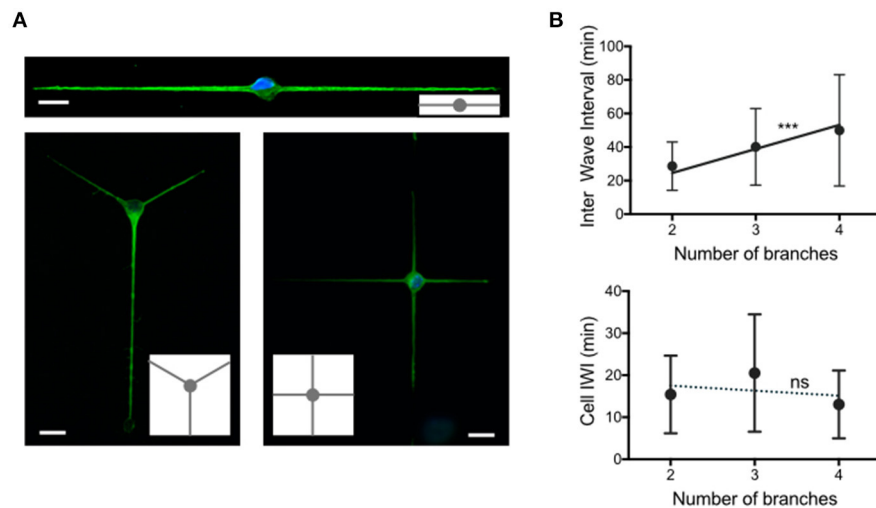 A
B
Inter Wave Interval (min)
100
80
60
40
20
0
***
2 3 4
Number of branches
Cell IWI (min)
40
30
20
10
0
ns
2 3 4
Number of branches